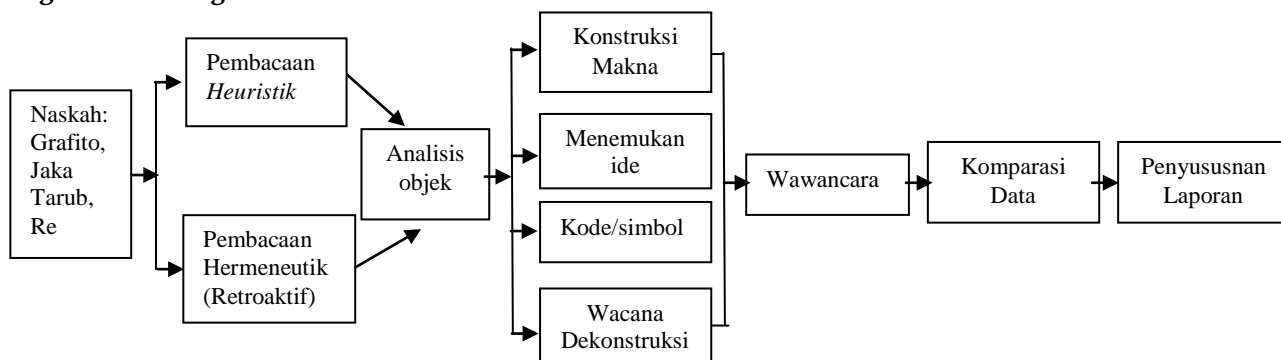 Naskah:
Grafito,
Jaka
Tarub,
Re
Pembacaan
Heuristik
Pembacaan
Hermeneutik
(Retroaktif)
Analisis
objek
Konstruksi
Makna
Menemukan
ide
Kode/simbol
Wacana
Dekonstruksi
Wawancara
Komparasi
Data
Penyususnan
Laporan